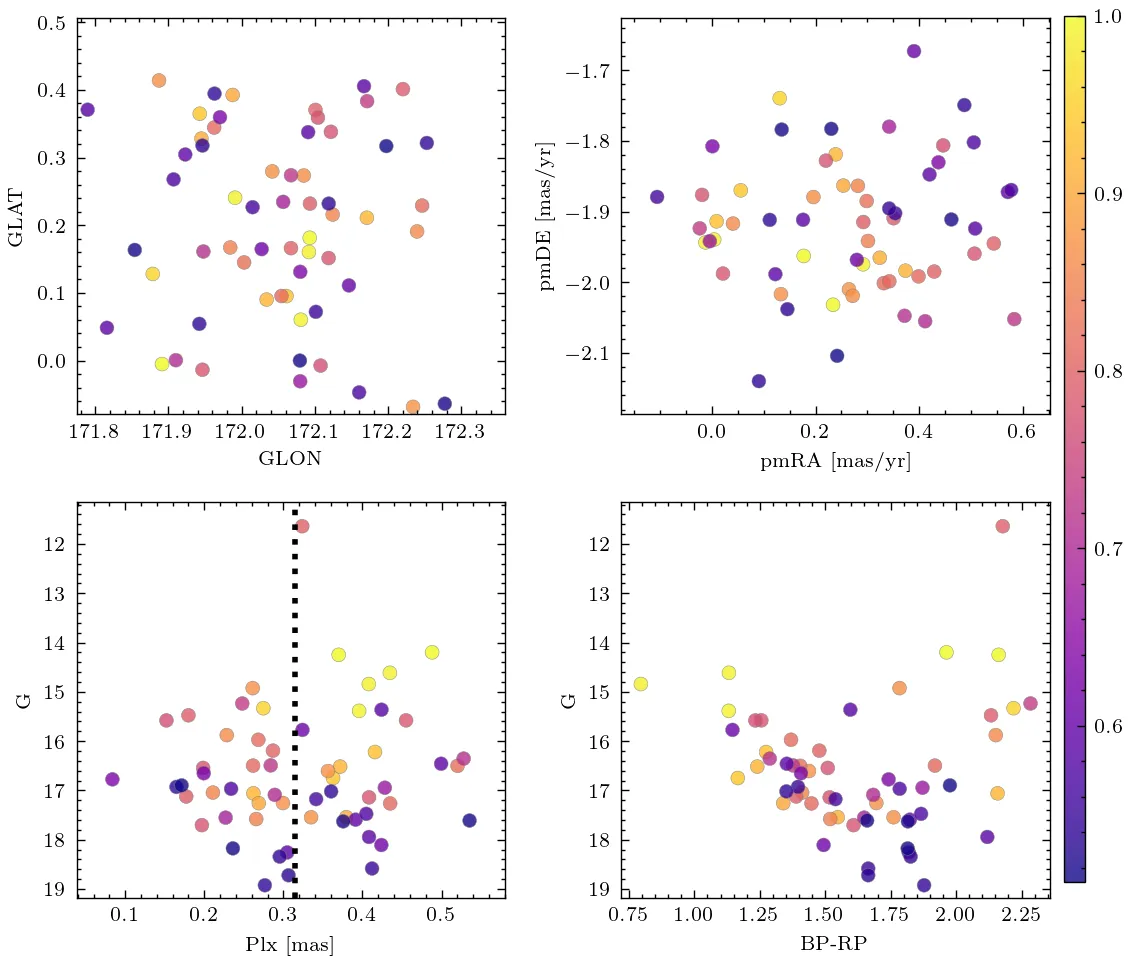 0.5
0.4
0.3
0.2
0.1
0.0
GLAT
171.8 171.9 172.0 172.1 172.2 172.3
GLON
−1.7
−1.8
−1.9
−2.0
−2.1
pmDE [mas/yr]
0.0 0.2 0.4 0.6
pmRA [mas/yr]
1.0
0.9
0.8
0.7
0.6
12
13
14
15
16
17
18
19
G
0.1 0.2 0.3 0.4 0.5
Plx [mas]
12
13
14
15
16
17
18
19
G
0.75 1.00 1.25 1.50 1.75 2.00 2.25
BP-RP